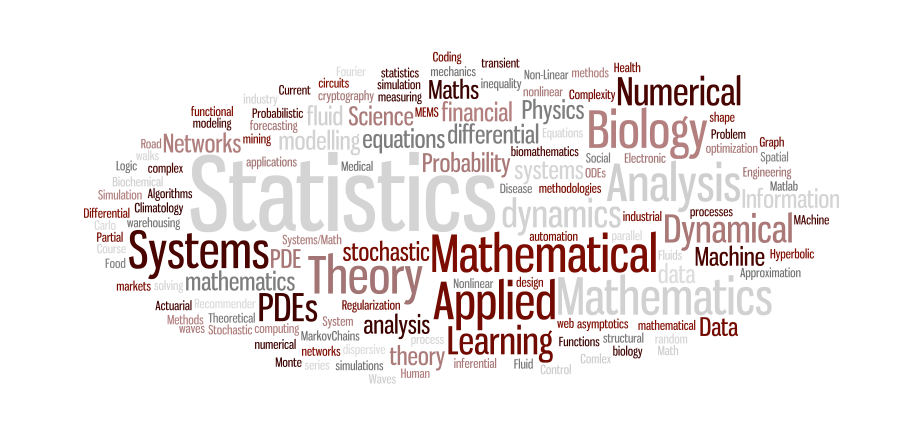 Coding
transient
Fourier statistics mechanics Non-Linear methods Health
Current circuits simulation Maths inequality nonlinear Complexity Numerical
industry cryptography measuring
functional Probabilistic fluid Science MEMS financial Physics Biology shape
modeling forecasting
Road Networks mining modelling equations differential Equations Problem
walks biomathematics optimization Graph
Logic complex applications Medical Probability systems Social Electronic Spatial
Biochemical ODEs Engineering
Simulation Algorithms Statistics Disease methodologies Analysis Matlab
Differential Climatology dynamics Information
Carlo warehousing industrial processes MAchine
Partial Systems Systems/Math stochastic Mathematical automation parallel Dynamical
Course PDE Fluids Machine Hyperbolic
Food Theory data Approximation
markets solving mathematics Nonlinear design Mathematics
Actuarial Recommender PDEs Regularization Applied
Methods Theoretical System analysis web asymptotics mathematical Data
waves Stochastic computing MarkovChains process Learning Functions structural random
numerical networks dispersive theory biology Math
Monte series simulations inferential Fluid Control Comlex
Waves Human